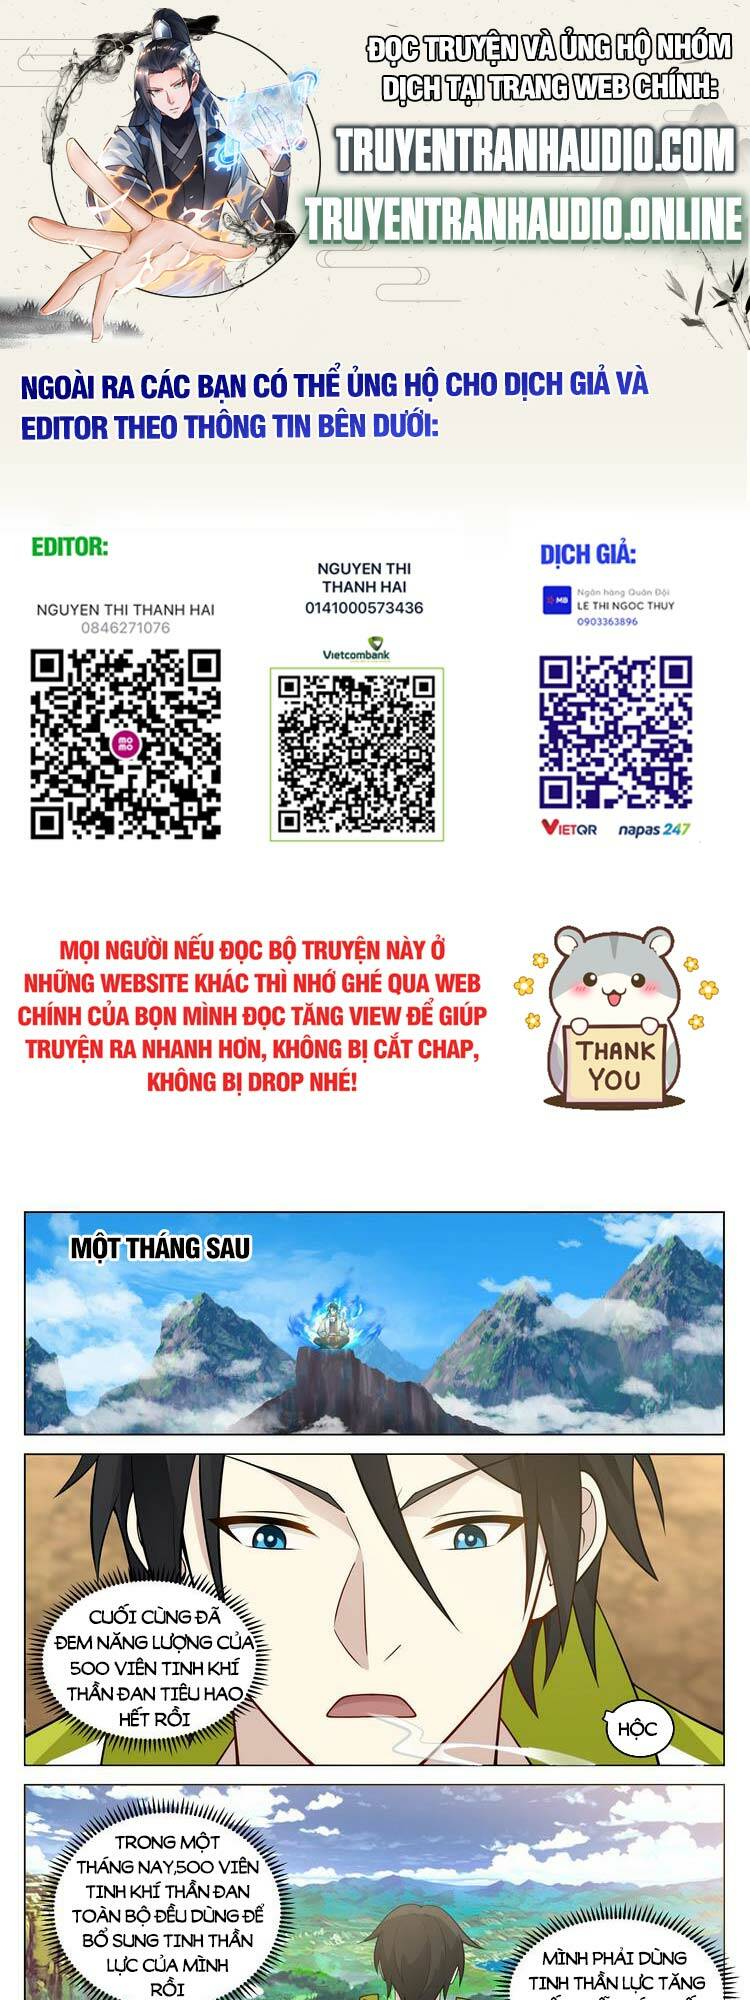 ĐỌC TRUYỆN VÀ ỦNG HỘ NHÓM
DỊCH TẠI TRANG WEB CHÍNH:
TRUYENTRANHAUDIO.COM
TRUYENTRANHAUDIO.ONLINE
NGOÀI RA CÁC BẠN CÓ THỂ ỦNG HỘ CHO DỊCH GIẢ VÀ
EDITOR THEO THÔNG TIN BÊN DƯỚI:
EDITOR:
NGUYEN THI THANH HAI
0846271076
mo
mo
NGUYEN THI
THANH HAI
0141000573436
Vietcombank
DỊCH GIẢ:
MB
Ngân hàng Quân Đội
LE THI NGOC THUY
0903363896
VIETQR
napas 247
MỌI NGƯỜI NẾU ĐỌC BỘ TRUYỆN NÀY Ở
NHỮNG WEBSITE KHÁC THÌ NHỚ GHÉ QUA WEB
CHÍNH CỦA BỌN MÌNH ĐỌC TĂNG VIEW ĐỂ GIÚP
TRUYỆN RA NHANH HƠN, KHÔNG BỊ CẮT CHAP,
KHÔNG BỊ DROP NHÉ!
THANK
YOU
MỘT THÁNG SAU
CUỐI CÙNG ĐÃ
ĐEM NĂNG LƯỢNG CỦA
500 VIÊN TINH KHÍ
THẦN ĐAN TIÊU HAO
HẾT RỒI
HỘC
TRONG MỘT
THÁNG NAY,500 VIÊN
TINH KHÍ THẦN ĐAN
TOÀN BỘ ĐỀU DÙNG ĐỂ
BỔ SUNG TINH THẦN
LỰC CỦA MÌNH
RỒI
MÌNH PHẢI DÙNG
TINH THẦN LỰC TĂNG